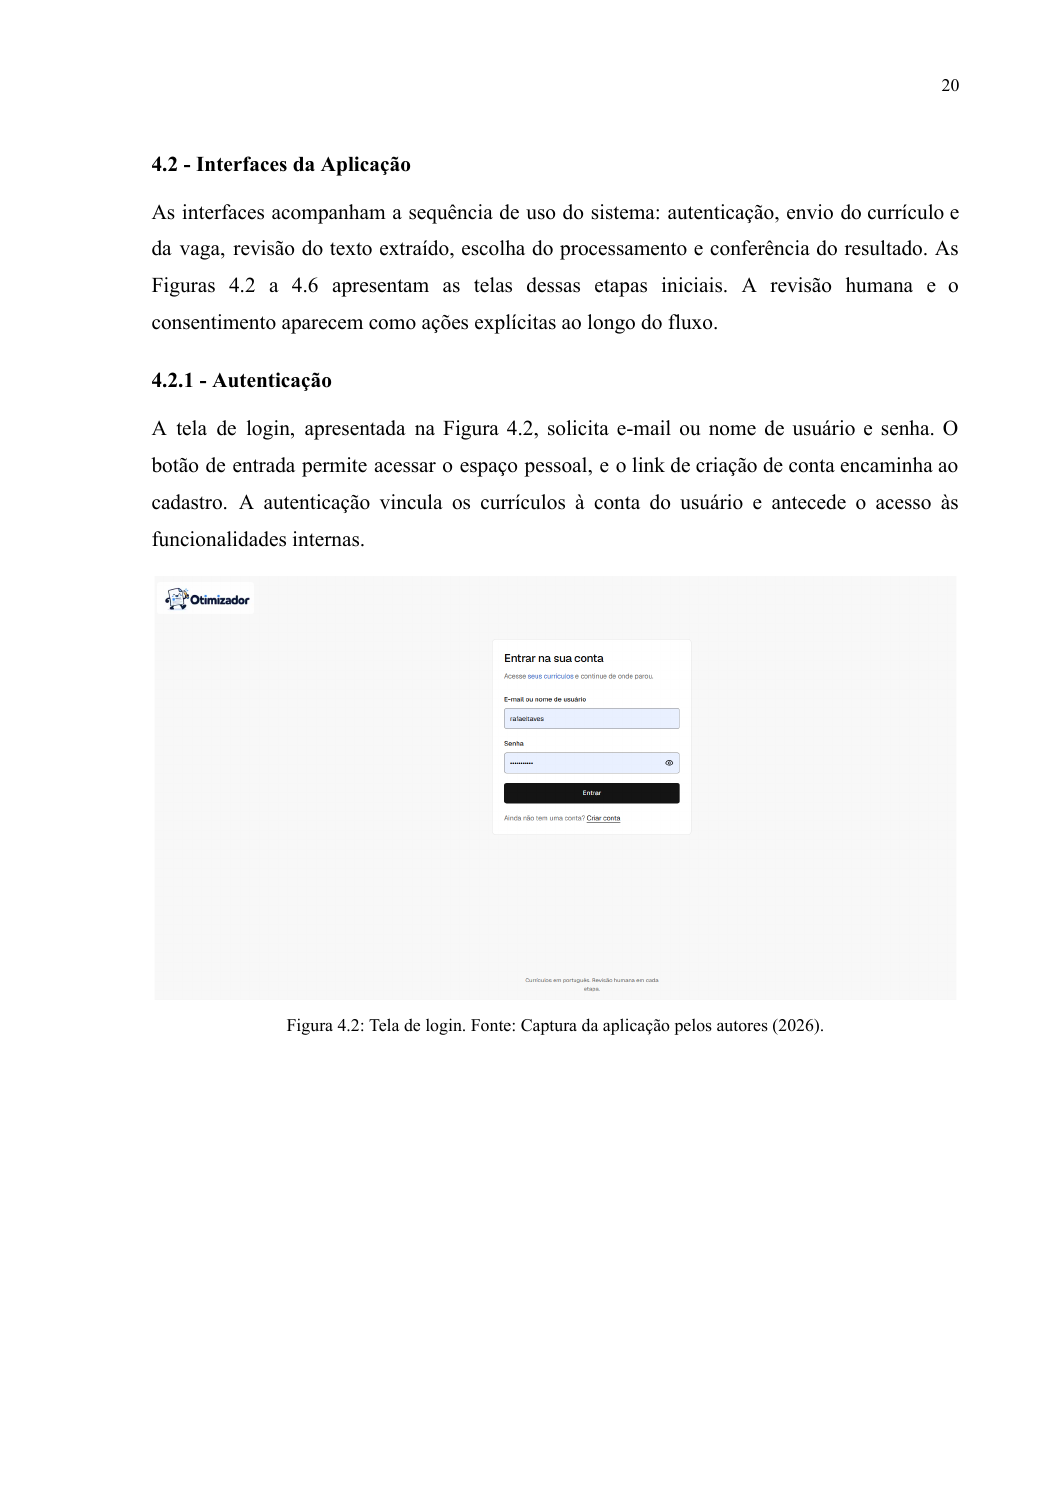 20
4.2 - Interfaces da Aplicação
As interfaces acompanham a sequência de uso do sistema: autenticação, envio do currículo e
da vaga, revisão do texto extraído, escolha do processamento e conferência do resultado. As
Figuras 4.2 a 4.6 apresentam as telas dessas etapas iniciais. A revisão humana e o
consentimento aparecem como ações explícitas ao longo do fluxo.
4.2.1 - Autenticação
A tela de login, apresentada na Figura 4.2, solicita e-mail ou nome de usuário e senha. O
botão de entrada permite acessar o espaço pessoal, e o link de criação de conta encaminha ao
cadastro. A autenticação vincula os currículos à conta do usuário e antecede o acesso às
funcionalidades internas.
Otimizador
Entrar na sua conta
Acesse seus currículos e continue de onde parou.
E-mail ou nome de usuário
Senha
Entrar
Ainda não tem uma conta? Criar conta
Currículos em português. Revisão humana em cada
etapa.
Figura 4.2: Tela de login. Fonte: Captura da aplicação pelos autores (2026).